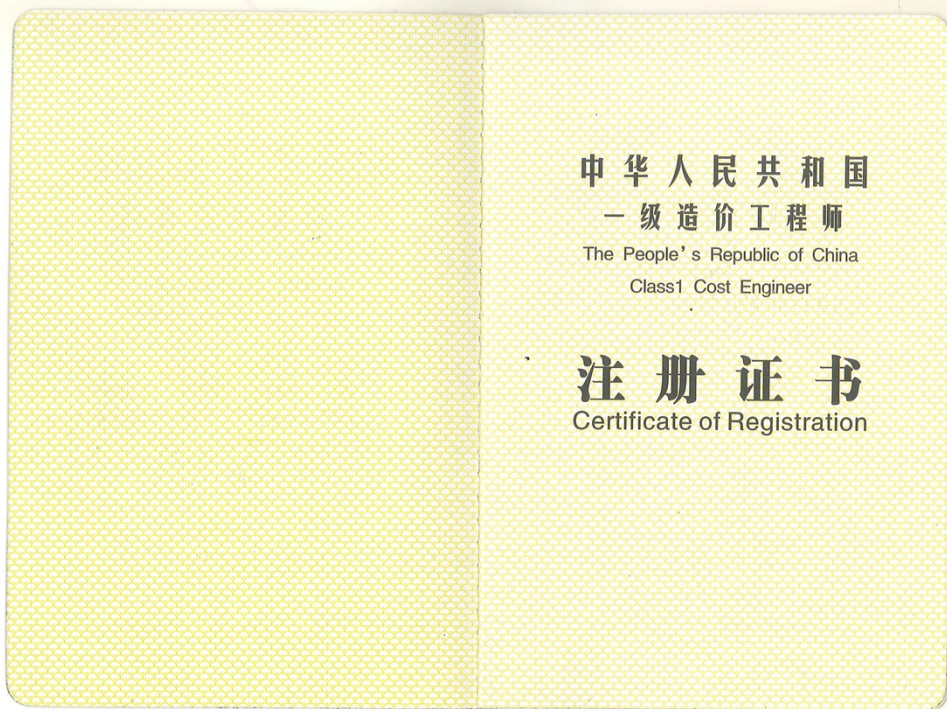 中华人民共和国
一级造价工程师
The People's Republic of China
Class1 Cost Engineer
注册证书
Certificate of Registration